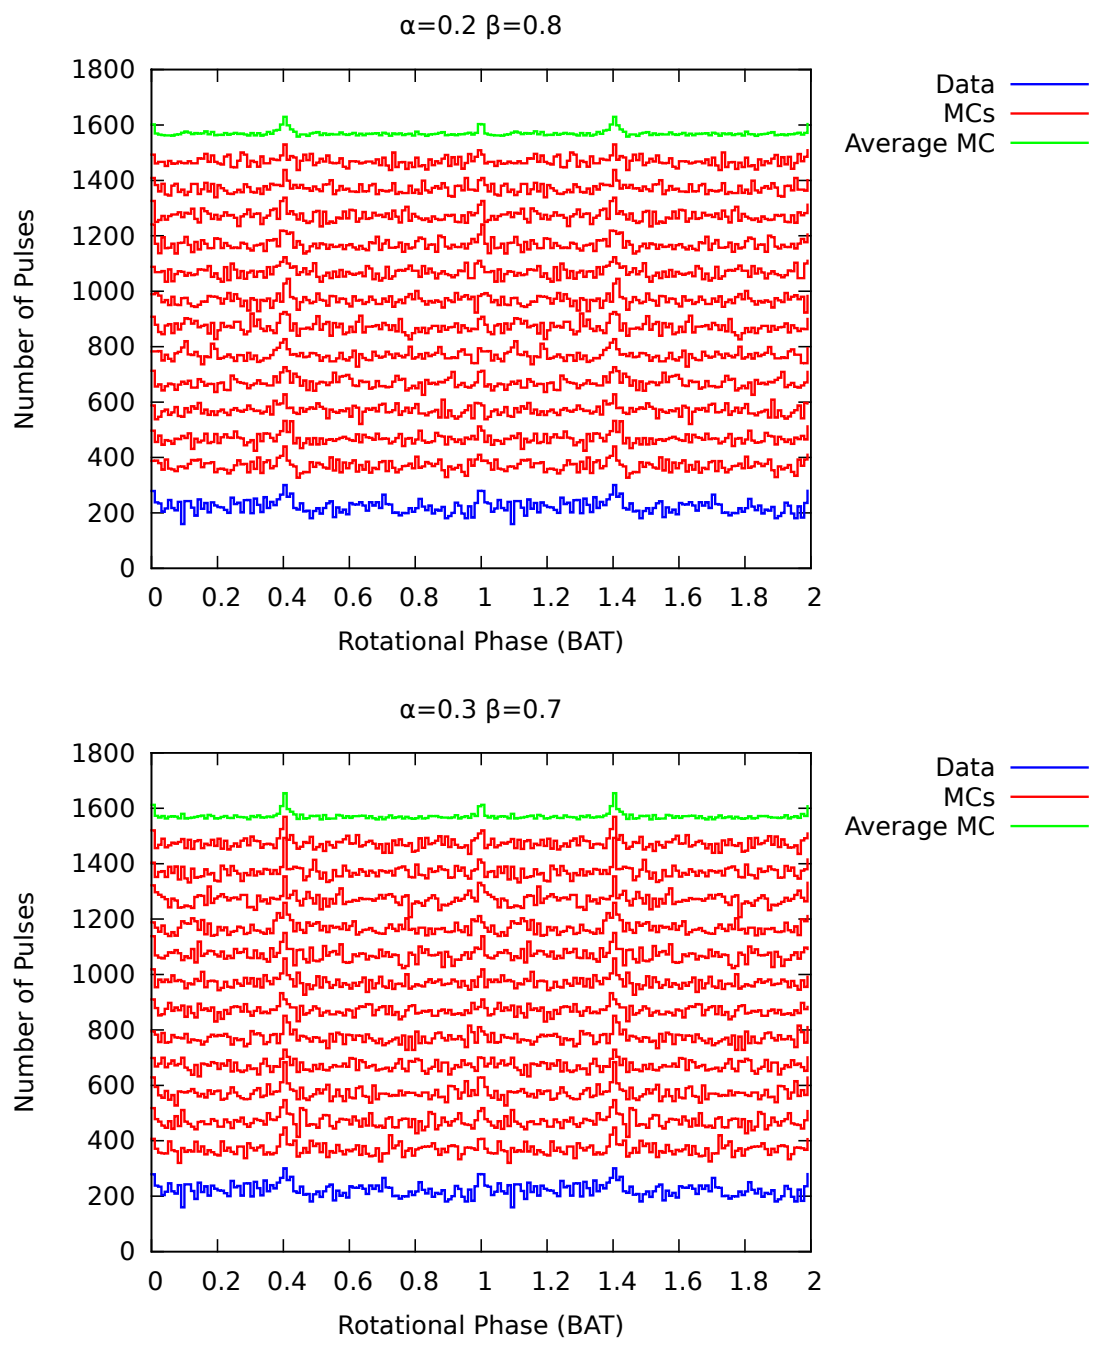 α=0.2 β=0.8
1800
1600
1400
1200
1000
800
600
400
200
0
Number of Pulses
0 0.2 0.4 0.6 0.8 1 1.2 1.4 1.6 1.8 2
Rotational Phase (BAT)
Data
MCs
Average MC
α=0.3 β=0.7
1800
1600
1400
1200
1000
800
600
400
200
0
Number of Pulses
0 0.2 0.4 0.6 0.8 1 1.2 1.4 1.6 1.8 2
Rotational Phase (BAT)
Data
MCs
Average MC